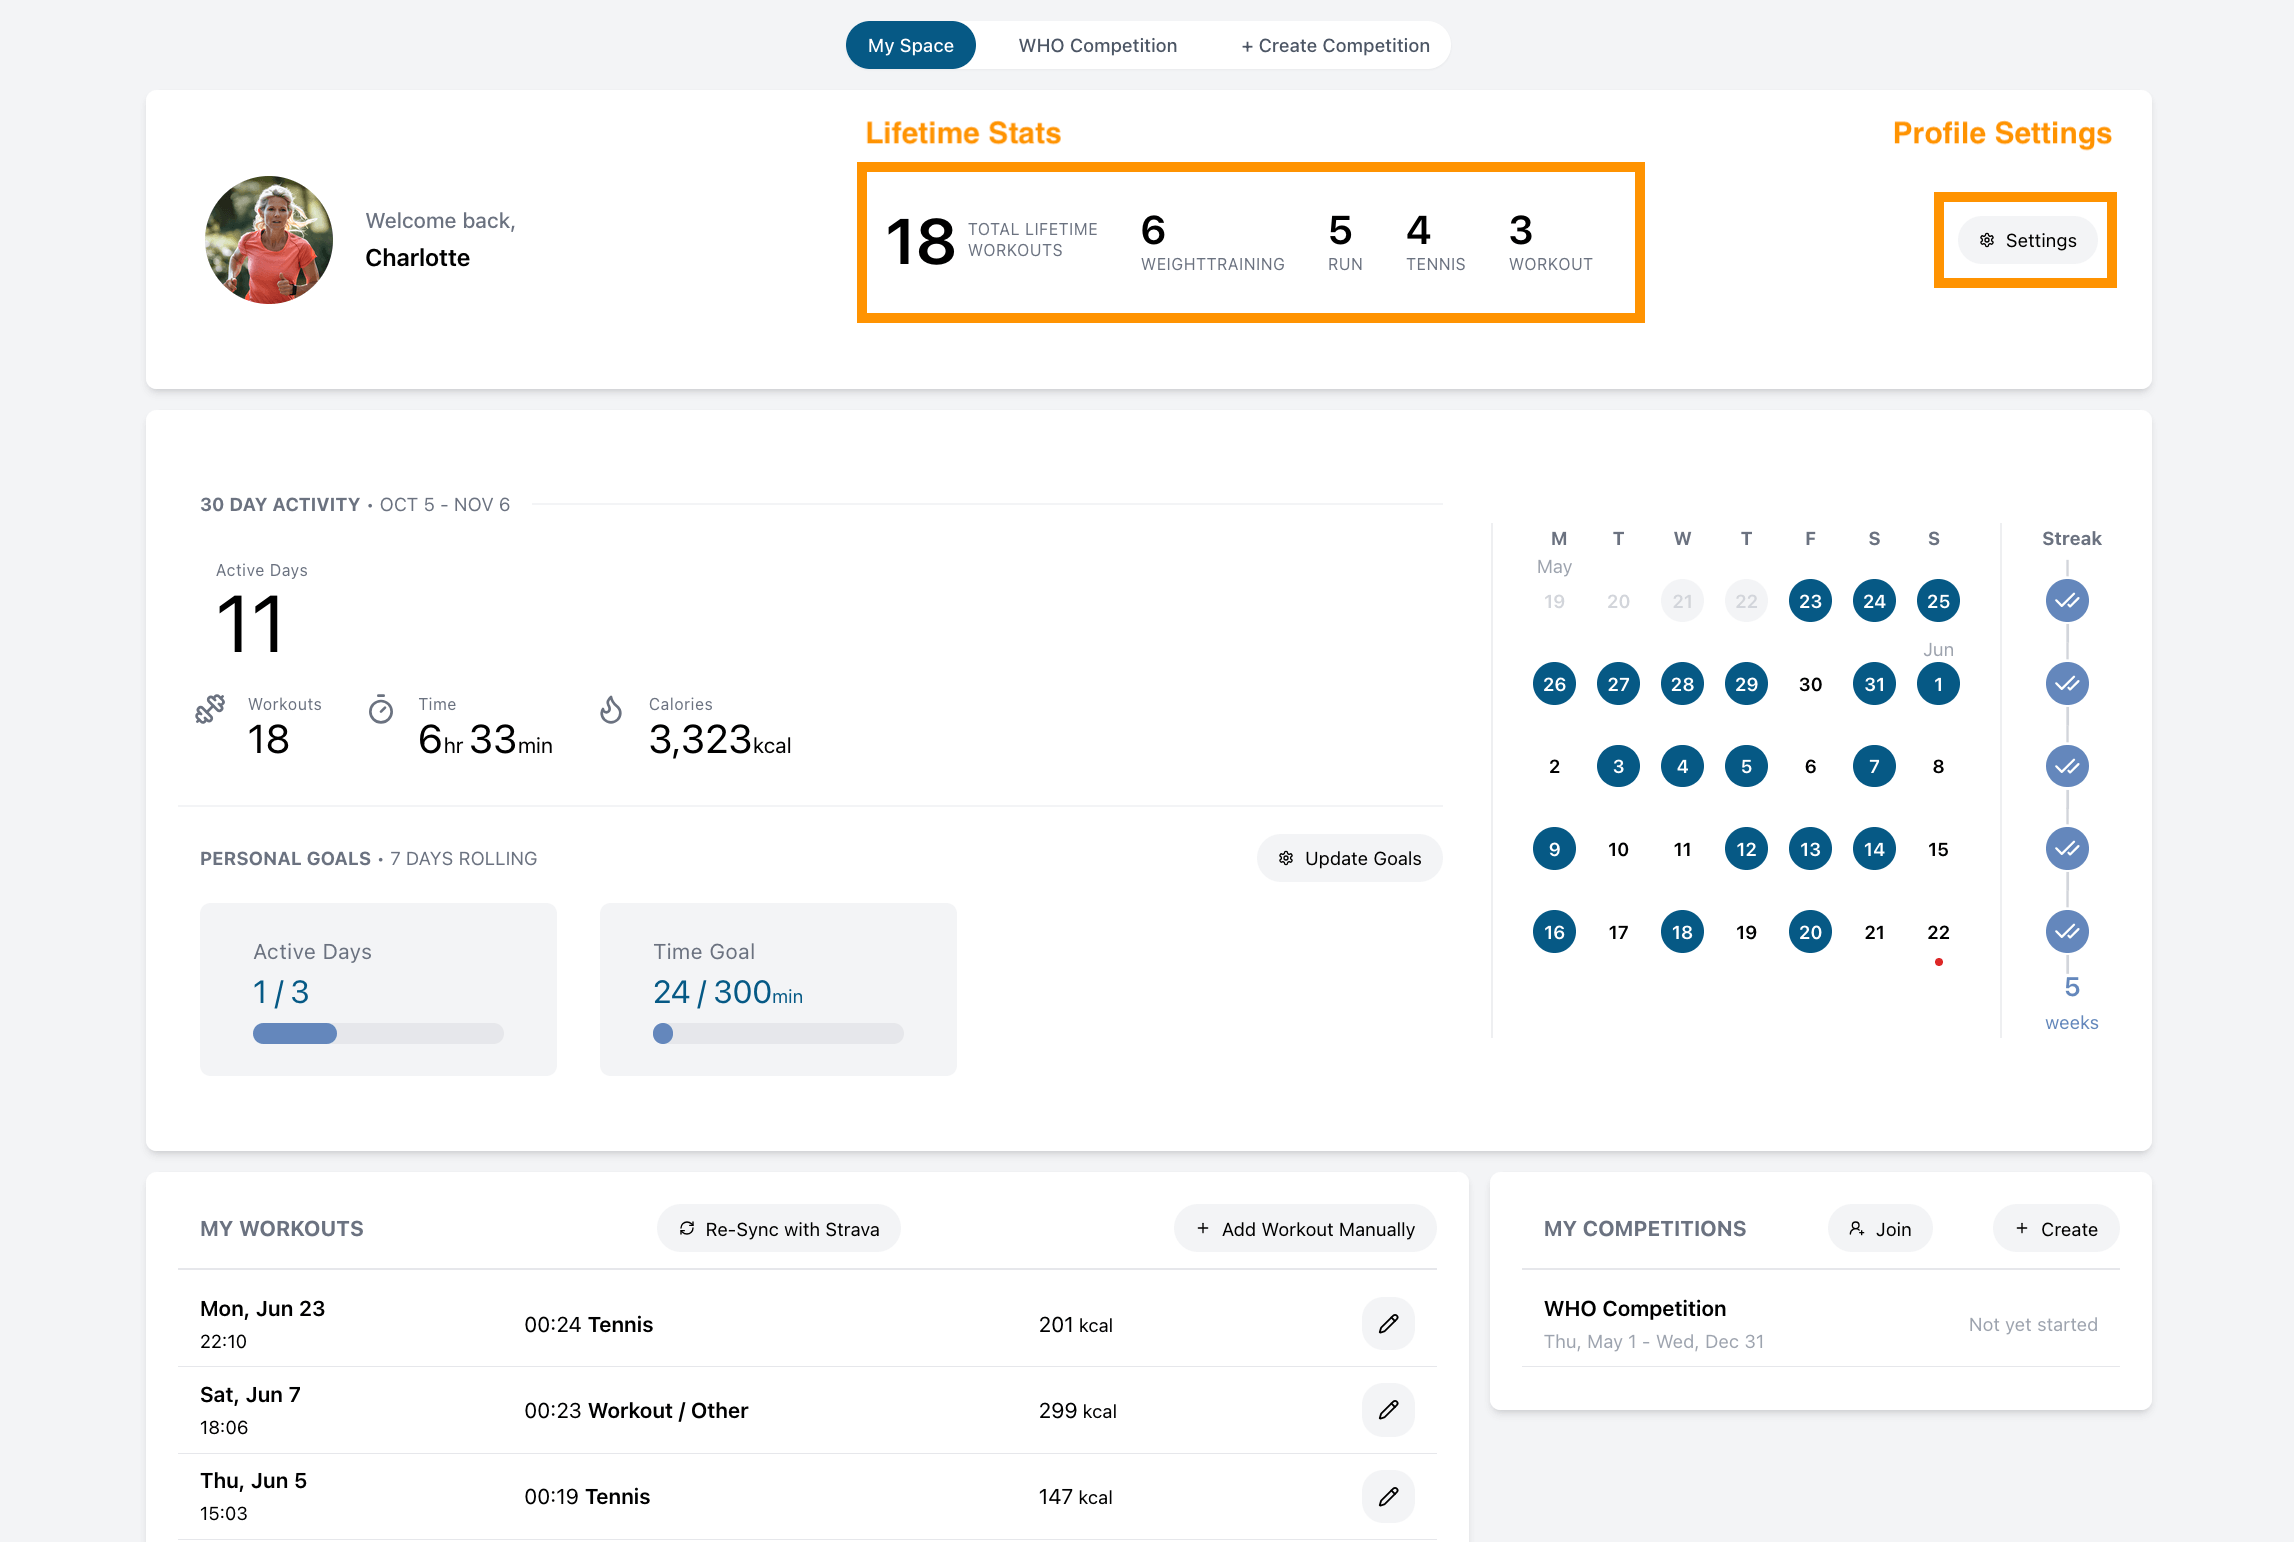 My Space WHO Competition + Create Competition
Lifetime Stats
Profile Settings
Welcome back,
Charlotte
18 TOTAL LIFETIME WORKOUTS
6 WEIGHTTRAINING
5 RUN
4 TENNIS
3 WORKOUT
Settings
30 DAY ACTIVITY • OCT 5 - NOV 6
Active Days
11
Workouts
18
Time
6hr 33min
Calories
3,323kcal
PERSONAL GOALS • 7 DAYS ROLLING
Update Goals
Active Days
1 / 3
Time Goal
24 / 300min
M T W T F S S
May
19 20 21 22 23 24 25
Jun
26 27 28 29 30 31 1
2 3 4 5 6 7 8
9 10 11 12 13 14 15
16 17 18 19 20 21 22
Streak
5
weeks
MY WORKOUTS
Re-Sync with Strava
+ Add Workout Manually
Mon, Jun 23
22:10
00:24 Tennis
201 kcal
Sat, Jun 7
18:06
00:23 Workout / Other
299 kcal
Thu, Jun 5
15:03
00:19 Tennis
147 kcal
MY COMPETITIONS
Join
+ Create
WHO Competition
Thu, May 1 - Wed, Dec 31
Not yet started